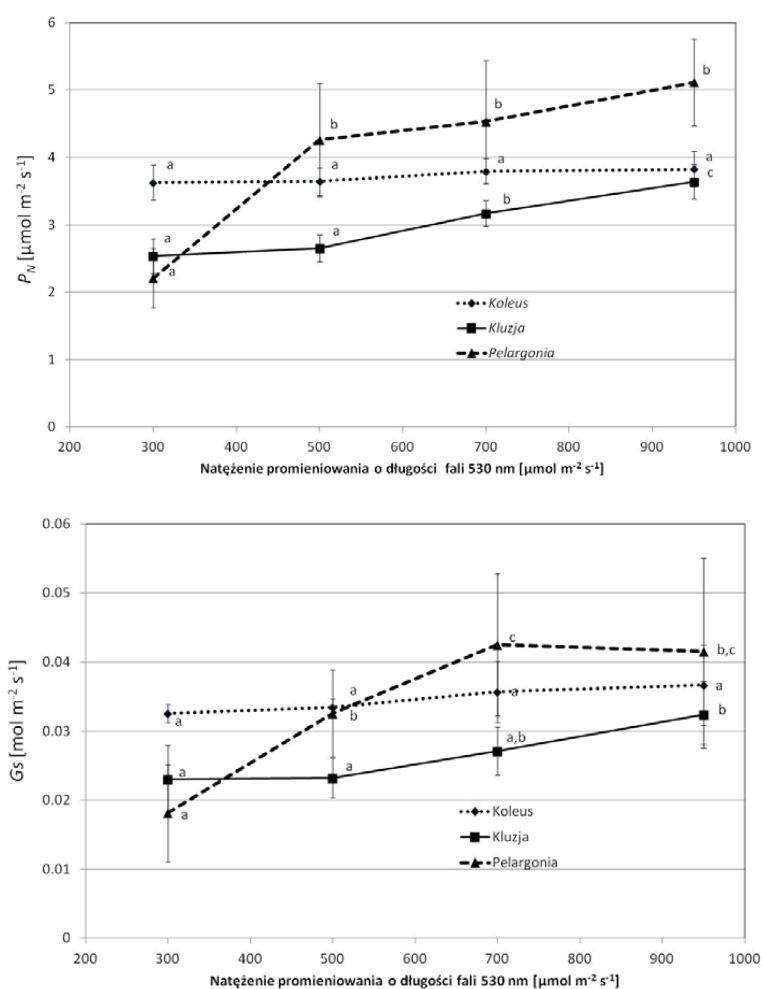 6
5
4
3
2
1
0
P_N [µmol m⁻² s⁻¹]
a
a
a
a
b
a
a
b
a
b
b
a
c
Koleus
Kluzja
Pelargonia
200 300 400 500 600 700 800 900 1000
Natężenie promieniowania o długości fali 530 nm [µmol m⁻² s⁻¹]
0.06
0.05
0.04
0.03
0.02
0.01
0
Gs [mol m⁻² s⁻¹]
a
a
a
a
b
a
c
a
a,b
b,c
a
b
Koleus
Kluzja
Pelargonia
200 300 400 500 600 700 800 900 1000
Natężenie promieniowania o długości fali 530 nm [µmol m⁻² s⁻¹]